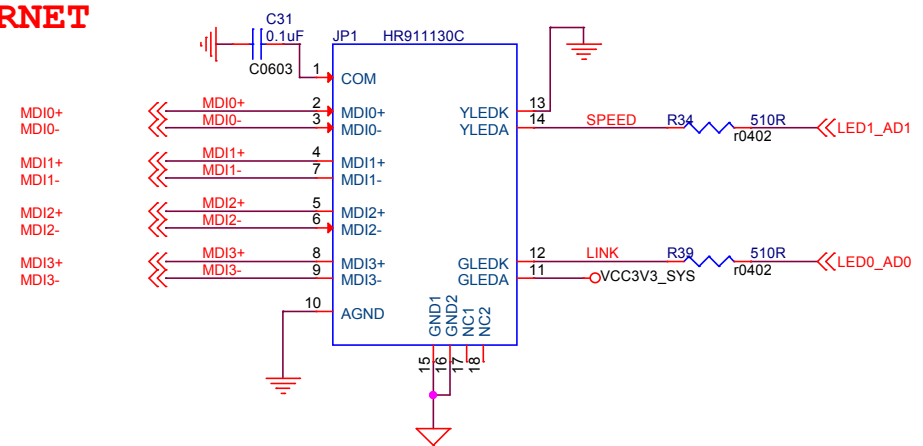 RNET
C31
0.1uF
C0603
JP1 HR911130C
1 COM
MDI0+ MDI0+ 2 MDI0+
MDI0- MDI0- 3 MDI0-
MDI1+ MDI1+ 4 MDI1+
MDI1- MDI1- 7 MDI1-
MDI2+ MDI2+ 5 MDI2+
MDI2- MDI2- 6 MDI2-
MDI3+ MDI3+ 8 MDI3+
MDI3- MDI3- 9 MDI3-
10 AGND
YLEDK 13
YLEDA 14 SPEED R34 510R LED1_AD1
r0402
GLEDK 12 LINK R39 510R LED0_AD0
r0402
GLEDA 11 VCC3V3_SYS
GND1 GND2 NC1 NC2
15 16 17 18